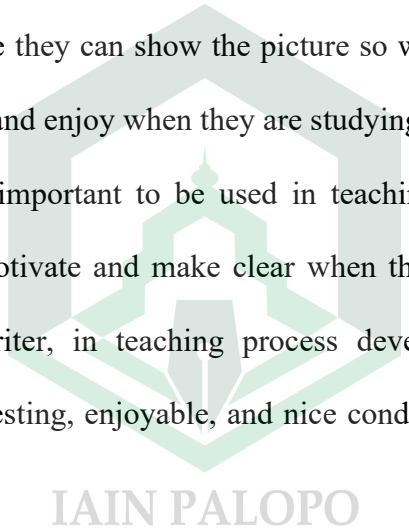 they can show the picture so
and enjoy when they are studying
important to be used in
and make clear when
in teaching process
enjoyable, and nice
IAIN PALOPO